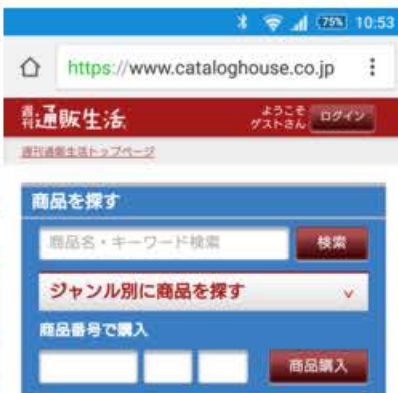 75% 10:53
https://www.cataloghouse.co.jp
週刊通販生活
ようこそ
ゲストさん
ログイン
週刊通販生活トップページ
商品を探す
商品名・キーワード検索
検索
ジャンル別に商品を探す
商品番号で購入
商品購入